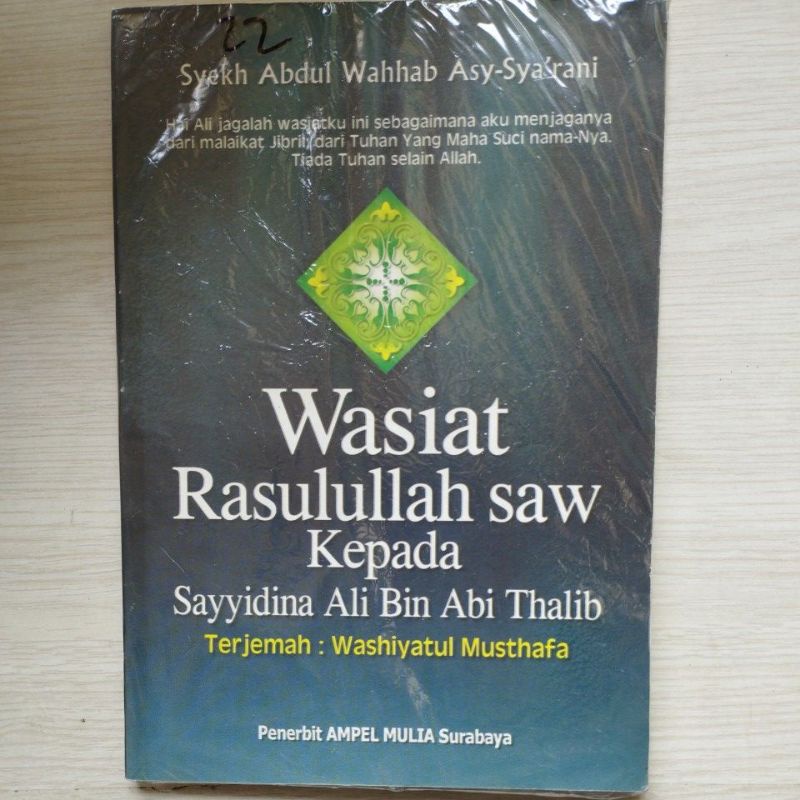 22
Syekh Abdul Wahhab Asy-Sya'rani
Hai Ali jagalah wasiatku ini sebagaimana aku menjaganya
dari malaikat Jibril, dari Tuhan Yang Maha Suci nama-Nya.
Tiada Tuhan selain Allah.
Wasiat
Rasulullah saw
Kepada
Sayyidina Ali Bin Abi Thalib
Terjemah : Washiyatul Musthafa
Penerbit AMPEL MULIA Surabaya